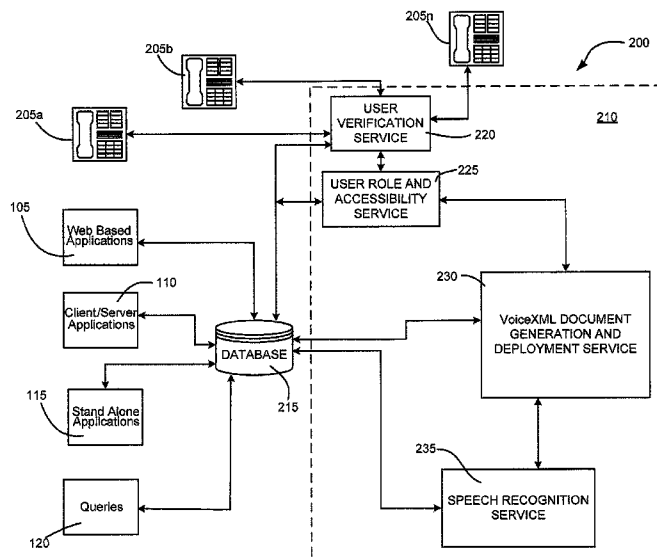 205n
200
205b
USER
VERIFICATION
SERVICE
220
210
205a
225
USER ROLE AND
ACCESSIBILITY
SERVICE
105
Web Based
Applications
230
110
Client/Server
Applications
VoiceXML DOCUMENT
GENERATION AND
DEPLOYMENT SERVICE
DATABASE
215
Stand Alone
Applications
115
235
Queries
120
SPEECH RECOGNITION
SERVICE